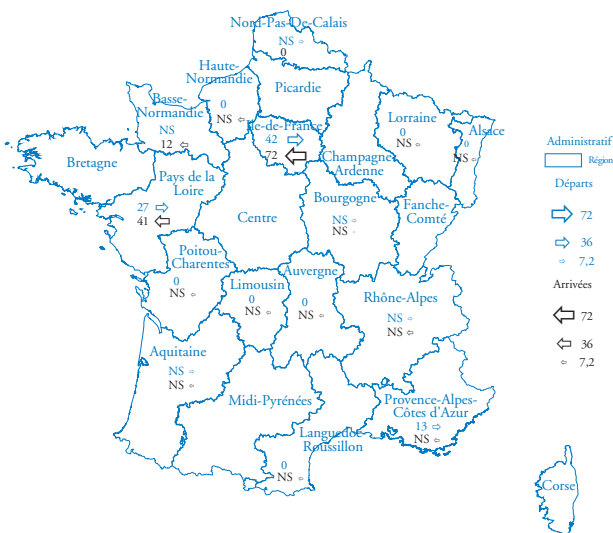 Nord-Pas-De-Calais
NS
0
Haute-
Normandie
0
NS
Picardie
Basse-
Normandie
NS
12
Île-de-France
42
72
Lorraine
0
NS
Alsace
0
NS
Champagne
Ardenne
Bretagne
Pays de la
Loire
27
41
Centre
Bourgogne
NS
NS
Fanche-
Comté
Poitou-
Charentes
0
NS
Limousin
0
NS
Auvergne
0
NS
Rhône-Alpes
NS
NS
Aquitaine
NS
NS
Midi-Pyrénées
Languedoc
Roussillon
0
NS
Provence-Alpes-
Côtes d'Azur
13
NS
Corse
Administratif
Région
Départs
72
36
7,2
Arrivées
72
36
7,2